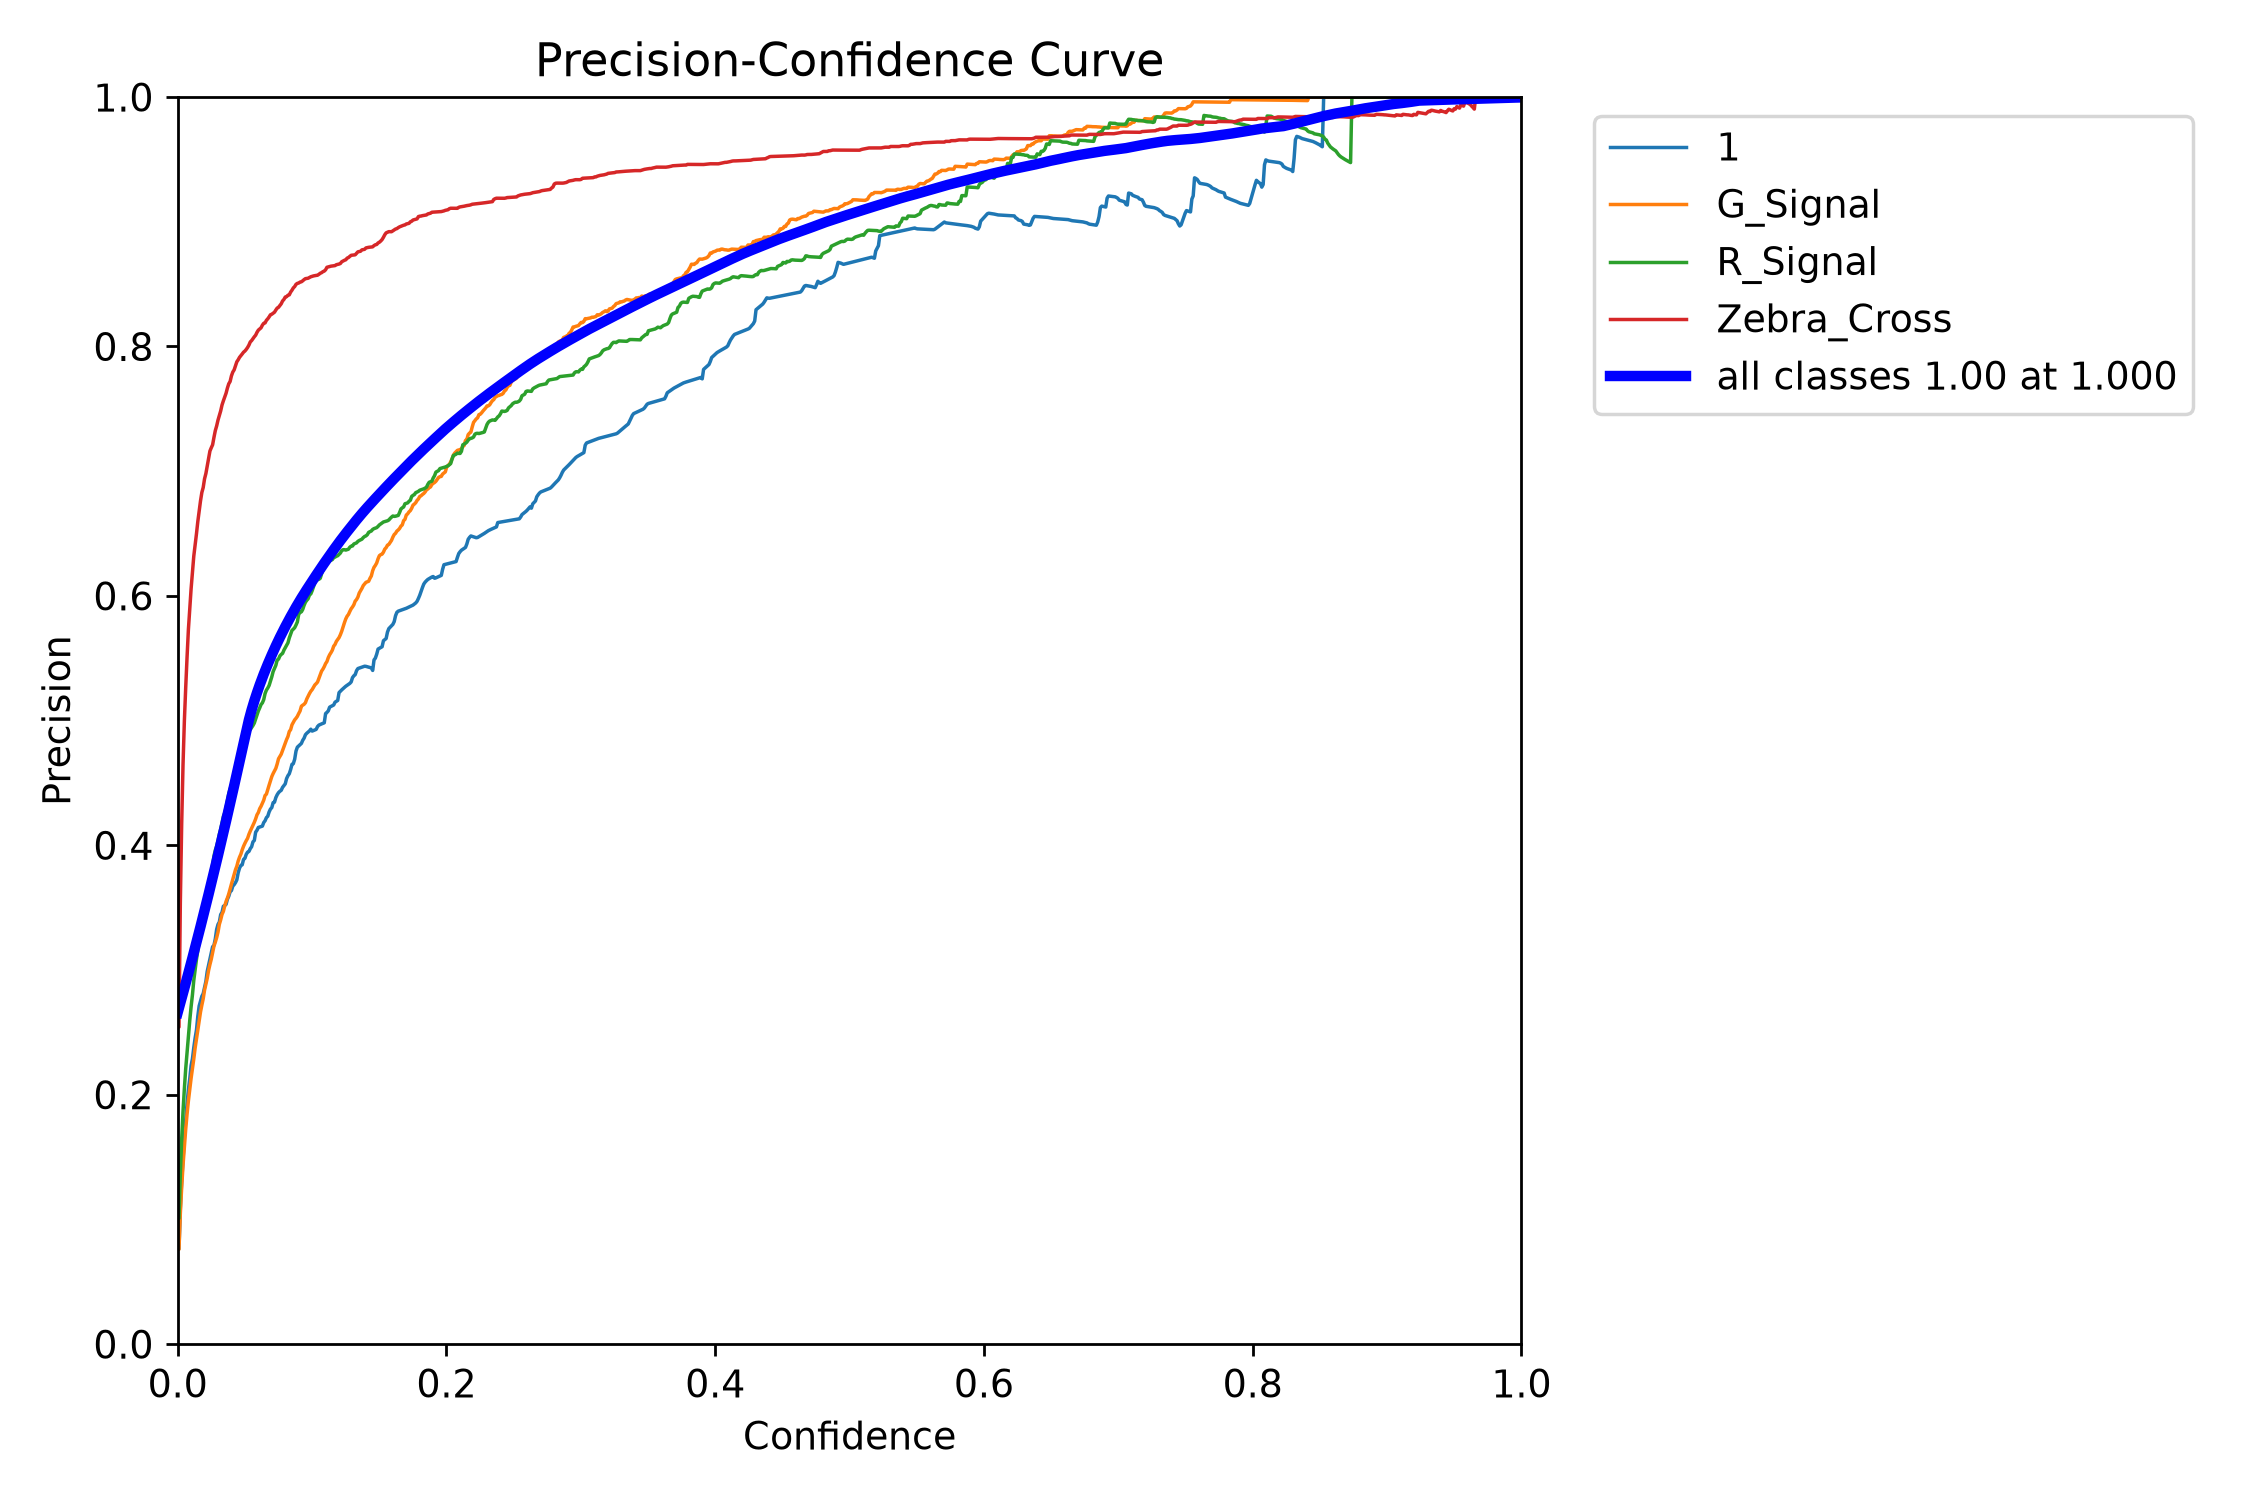 Precision-Confidence Curve
1.0
0.8
0.6
0.4
0.2
0.0
Precision
0.0 0.2 0.4 0.6 0.8 1.0
Confidence
1
G_Signal
R_Signal
Zebra_Cross
all classes 1.00 at 1.000